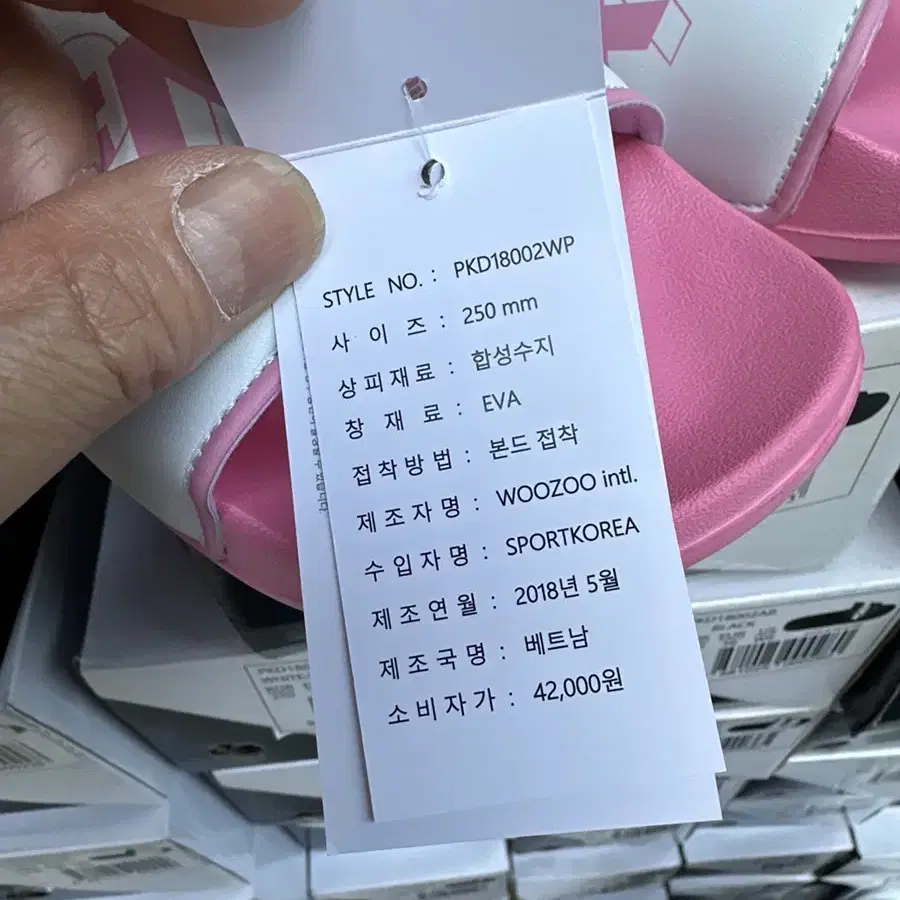 STYLE NO. : PKD18002WP
사 이 즈 : 250 mm
상피재료 : 합성수지
창 재 료 : EVA
접착방법 : 본드 접착
제조자명 : WOOZOO intl.
수입자명 : SPORTKOREA
제조연월 : 2018년 5월
제조국명 : 베트남
소비자가 : 42,000원
BLACK